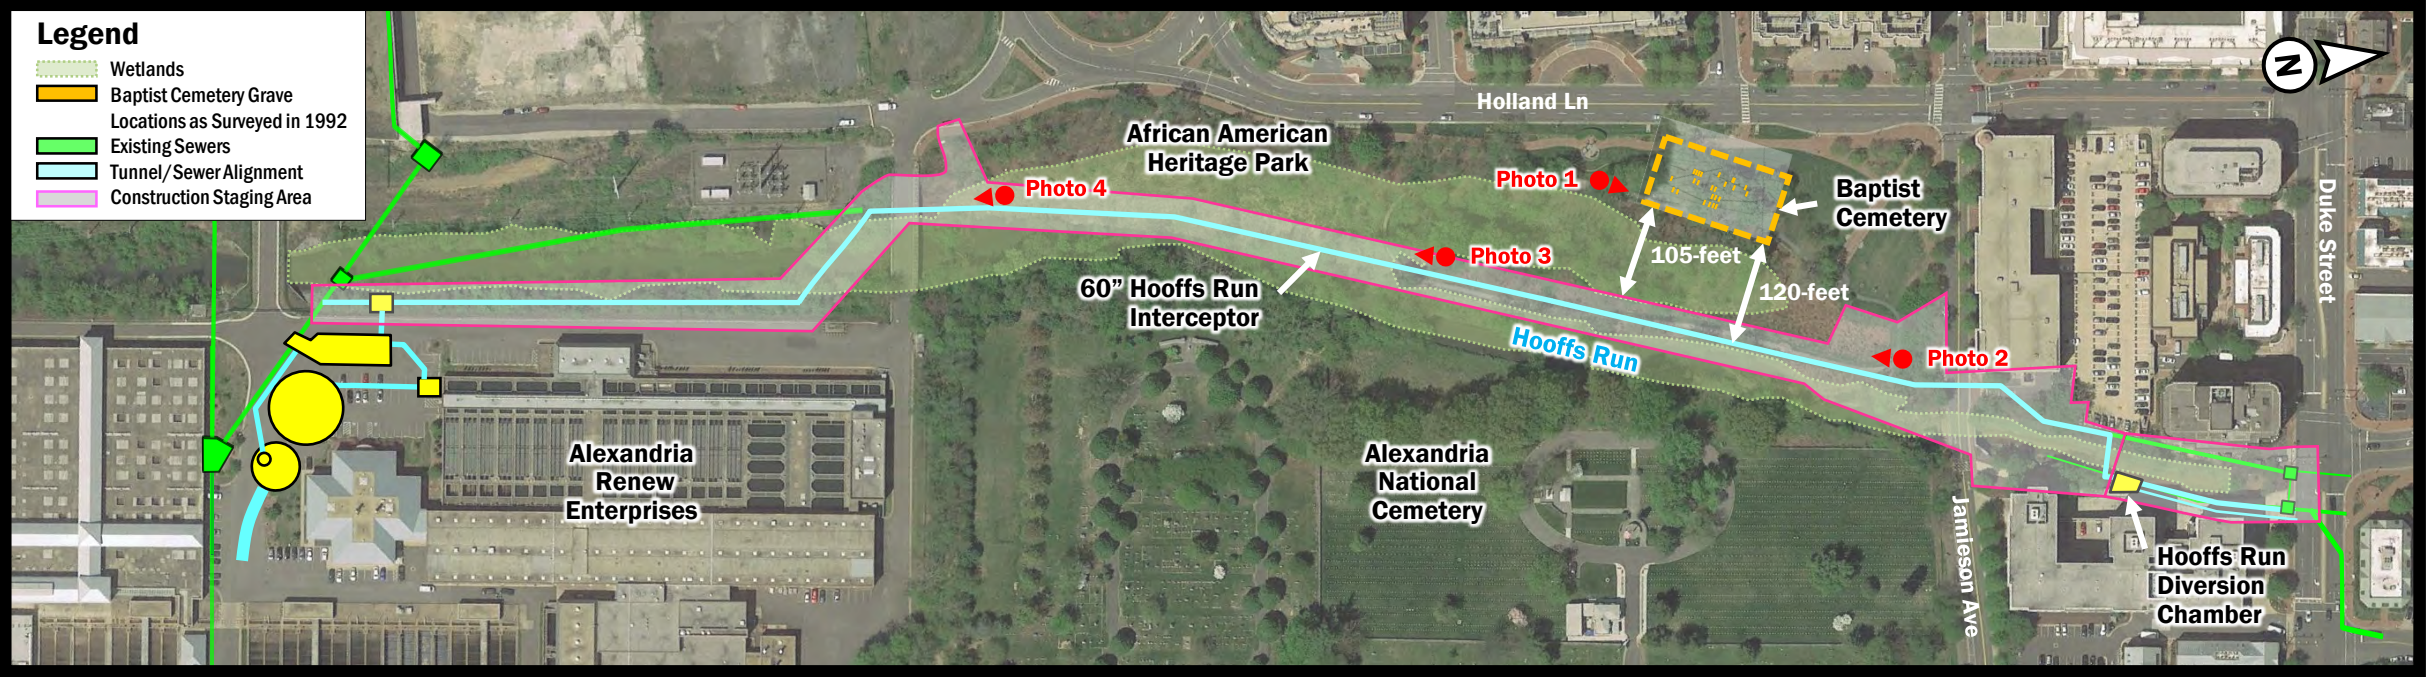 Legend
Wetlands
Baptist Cemetery Grave
Locations as Surveyed in 1992
Existing Sewers
Tunnel/Sewer Alignment
Construction Staging Area
N
Holland Ln
African American
Heritage Park
Photo 4
Photo 1
Baptist
Cemetery
Duke Street
Photo 3
105-feet
120-feet
60” Hooffs Run
Interceptor
Hooffs Run
Photo 2
Alexandria
Renew
Enterprises
Alexandria
National
Cemetery
Jamieson Ave
Hooffs Run
Diversion
Chamber